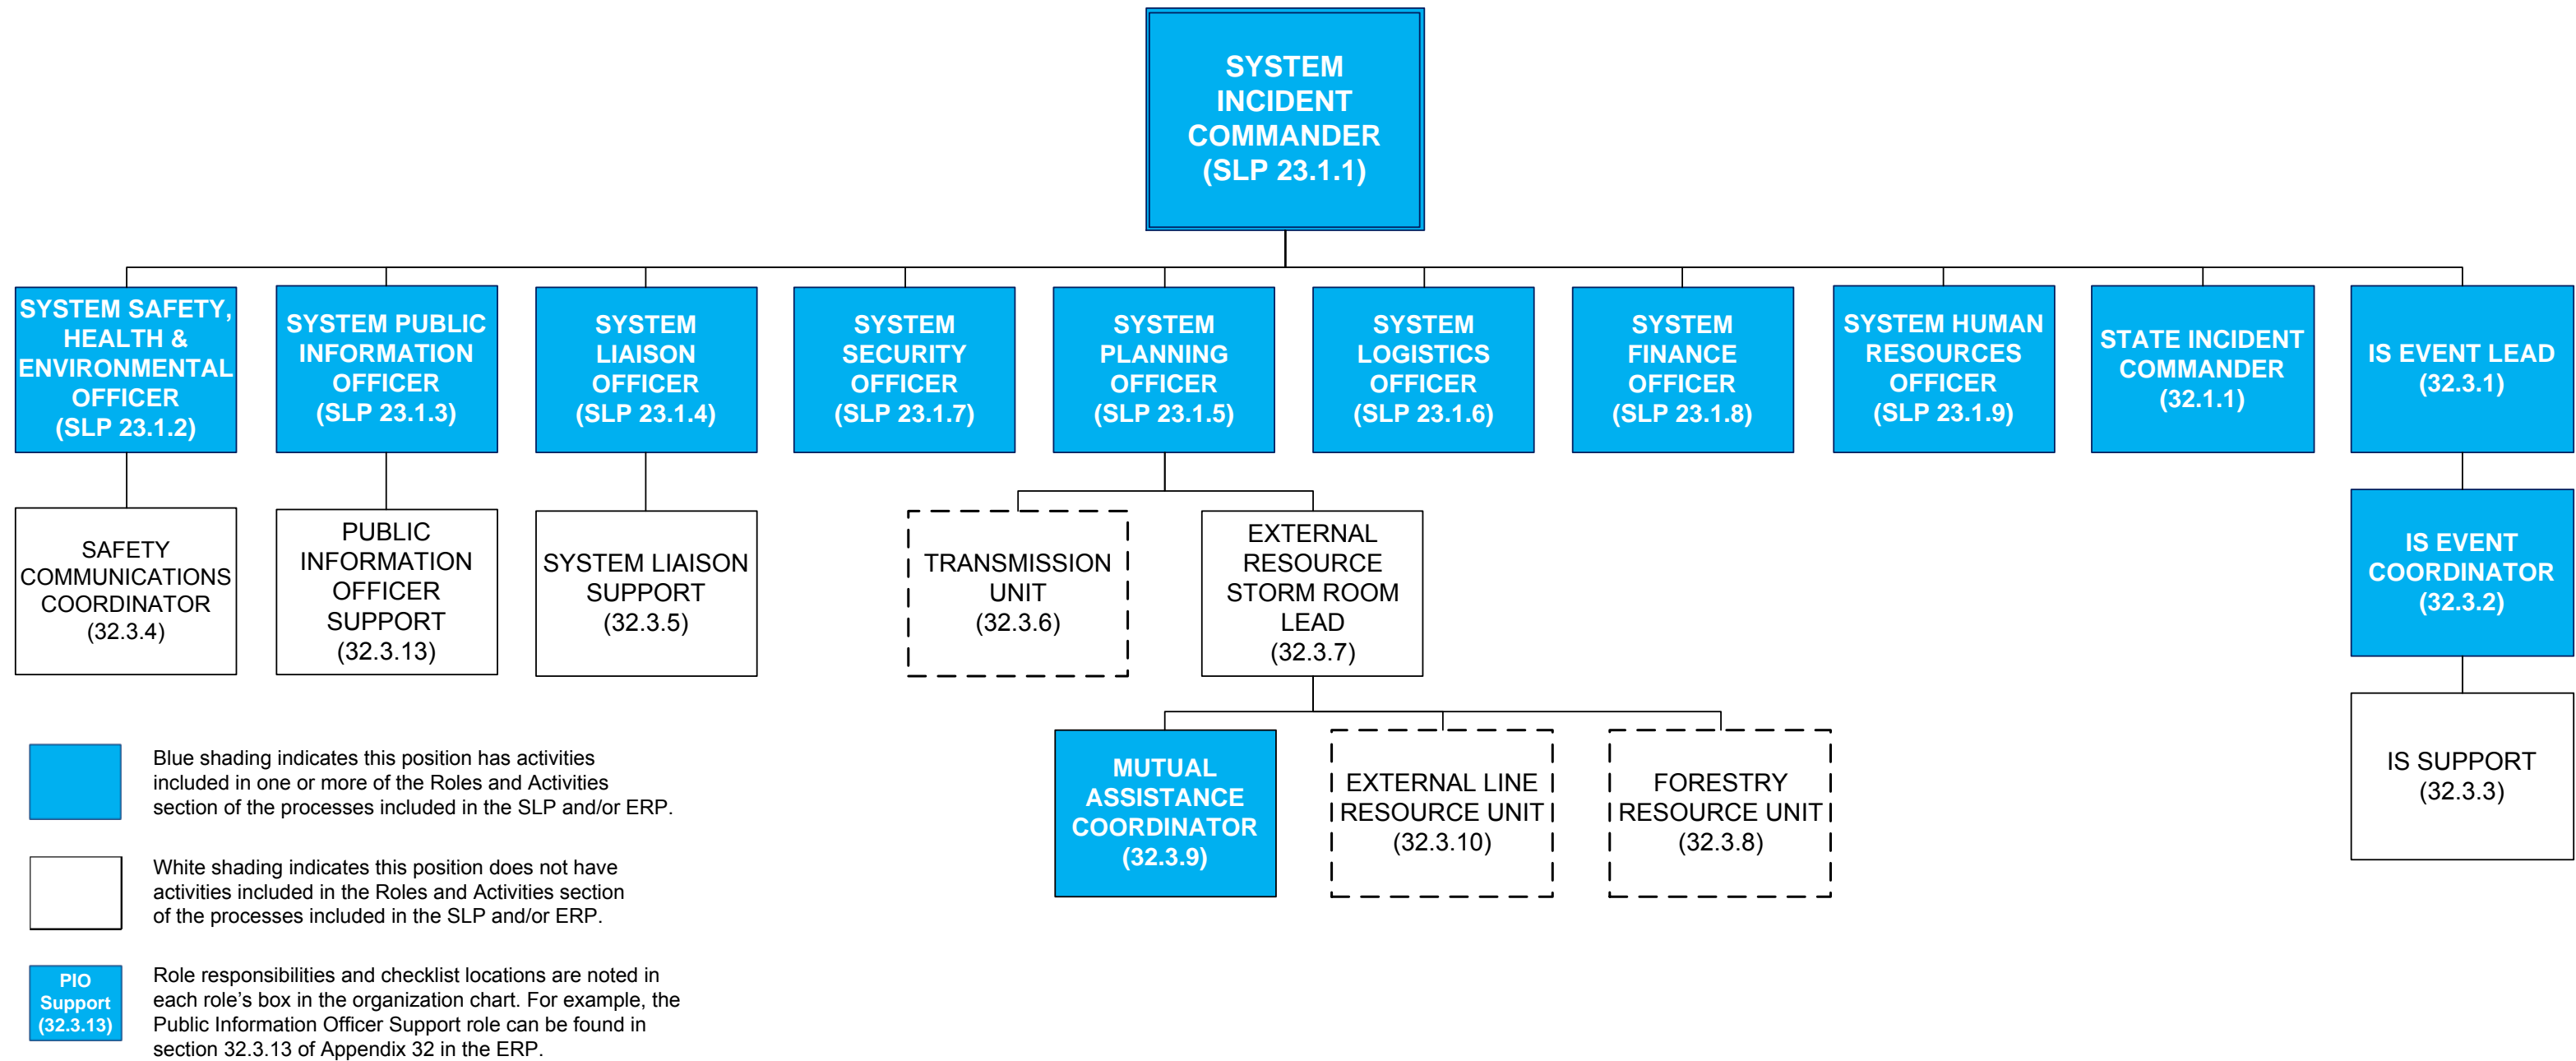 SYSTEM
INCIDENT
COMMANDER
(SLP 23.1.1)
SYSTEM SAFETY,
HEALTH &
ENVIRONMENTAL
OFFICER
(SLP 23.1.2)
SYSTEM PUBLIC
INFORMATION
OFFICER
(SLP 23.1.3)
SYSTEM
LIAISON
OFFICER
(SLP 23.1.4)
SYSTEM
SECURITY
OFFICER
(SLP 23.1.7)
SYSTEM
PLANNING
OFFICER
(SLP 23.1.5)
SYSTEM
LOGISTICS
OFFICER
(SLP 23.1.6)
SYSTEM
FINANCE
OFFICER
(SLP 23.1.8)
SYSTEM HUMAN
RESOURCES
OFFICER
(SLP 23.1.9)
STATE INCIDENT
COMMANDER
(32.1.1)
IS EVENT LEAD
(32.3.1)
SAFETY
COMMUNICATIONS
COORDINATOR
(32.3.4)
PUBLIC
INFORMATION
OFFICER
SUPPORT
(32.3.13)
SYSTEM LIAISON
SUPPORT
(32.3.5)
TRANSMISSION
UNIT
(32.3.6)
EXTERNAL
RESOURCE
STORM ROOM
LEAD
(32.3.7)
IS EVENT
COORDINATOR
(32.3.2)
MUTUAL
ASSISTANCE
COORDINATOR
(32.3.9)
EXTERNAL LINE
RESOURCE UNIT
(32.3.10)
FORESTRY
RESOURCE UNIT
(32.3.8)
IS SUPPORT
(32.3.3)
Blue shading indicates this position has activities
included in one or more of the Roles and Activities
section of the processes included in the SLP and/or ERP.
White shading indicates this position does not have
activities included in the Roles and Activities section
of the processes included in the SLP and/or ERP.
PIO
Support
(32.3.13)
Role responsibilities and checklist locations are noted in
each role's box in the organization chart. For example, the
Public Information Officer Support role can be found in
section 32.3.13 of Appendix 32 in the ERP.